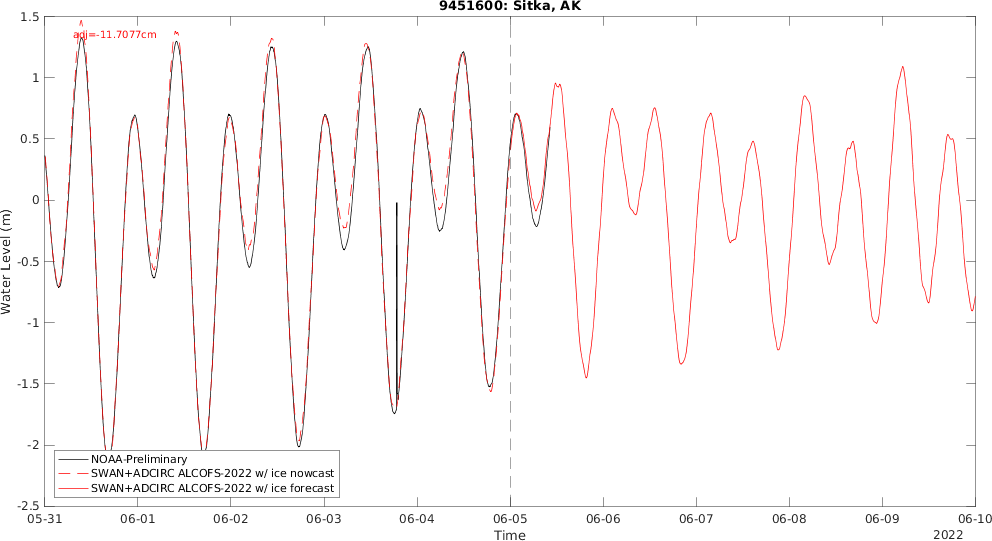 9451600: Sitka, AK
adj=-11.7077cm
1.5
1
0.5
0
-0.5
-1
-1.5
-2
-2.5
Water Level (m)
NOAA-Preliminary
SWAN+ADCIRC ALCOFS-2022 w/ ice nowcast
SWAN+ADCIRC ALCOFS-2022 w/ ice forecast
05-31 06-01 06-02 06-03 06-04 06-05 06-06 06-07 06-08 06-09 06-10
Time
2022